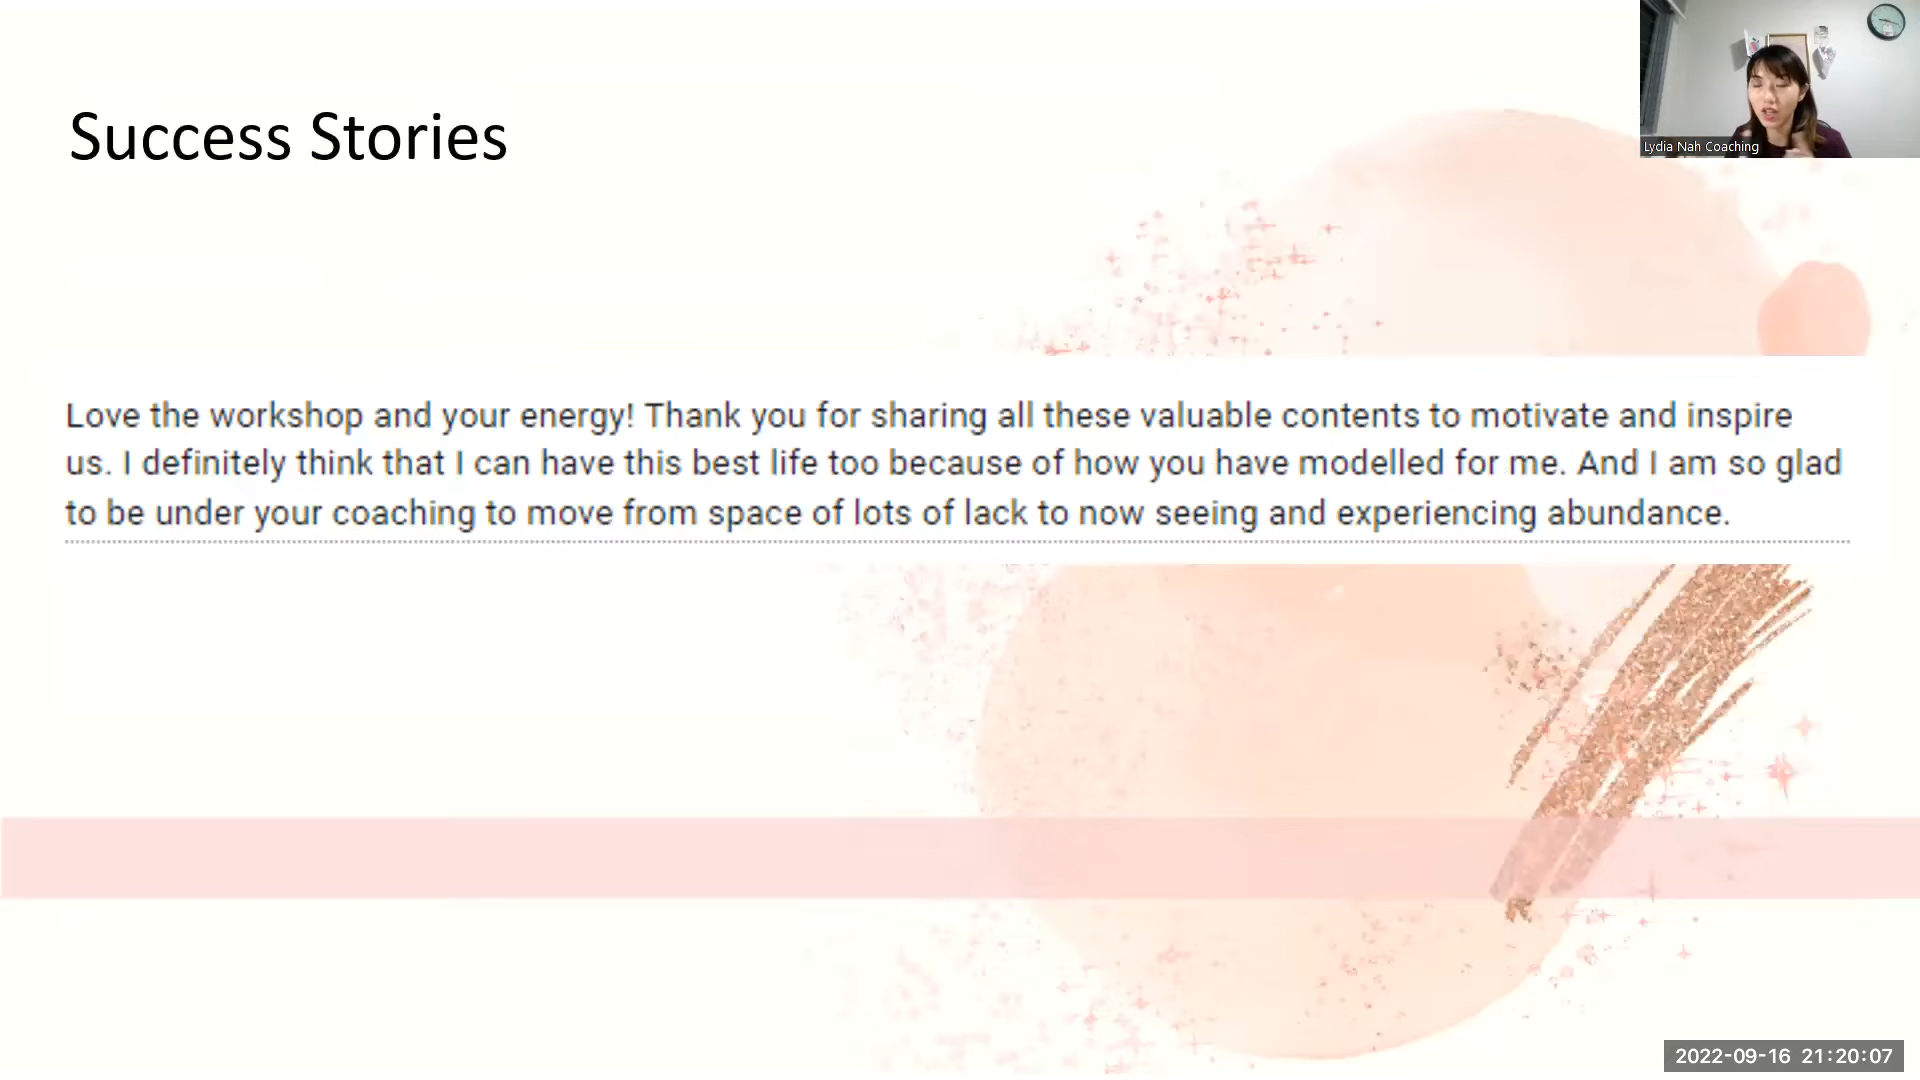 Lydia Nah Coaching
Success Stories
Love the workshop and your energy! Thank you for sharing all these valuable contents to motivate and inspire
us. I definitely think that I can have this best life too because of how you have modelled for me. And I am so glad
to be under your coaching to move from space of lots of lack to now seeing and experiencing abundance.
2022-09-16 21:20:07